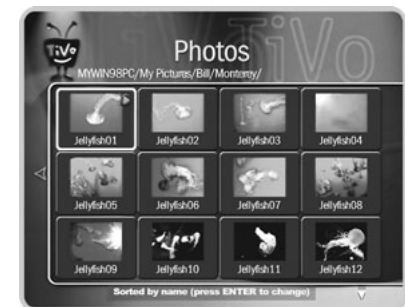 TiVo
TiVo
Photos
MYWIN98PC/My Pictures/Bill/Monterey/
Jellyfish01 Jellyfish02 Jellyfish03 Jellyfish04
Jellyfish05 Jellyfish06 Jellyfish07 Jellyfish08
Jellyfish09 Jellyfish10 Jellyfish11 Jellyfish12
Sorted by name (press ENTER to change)